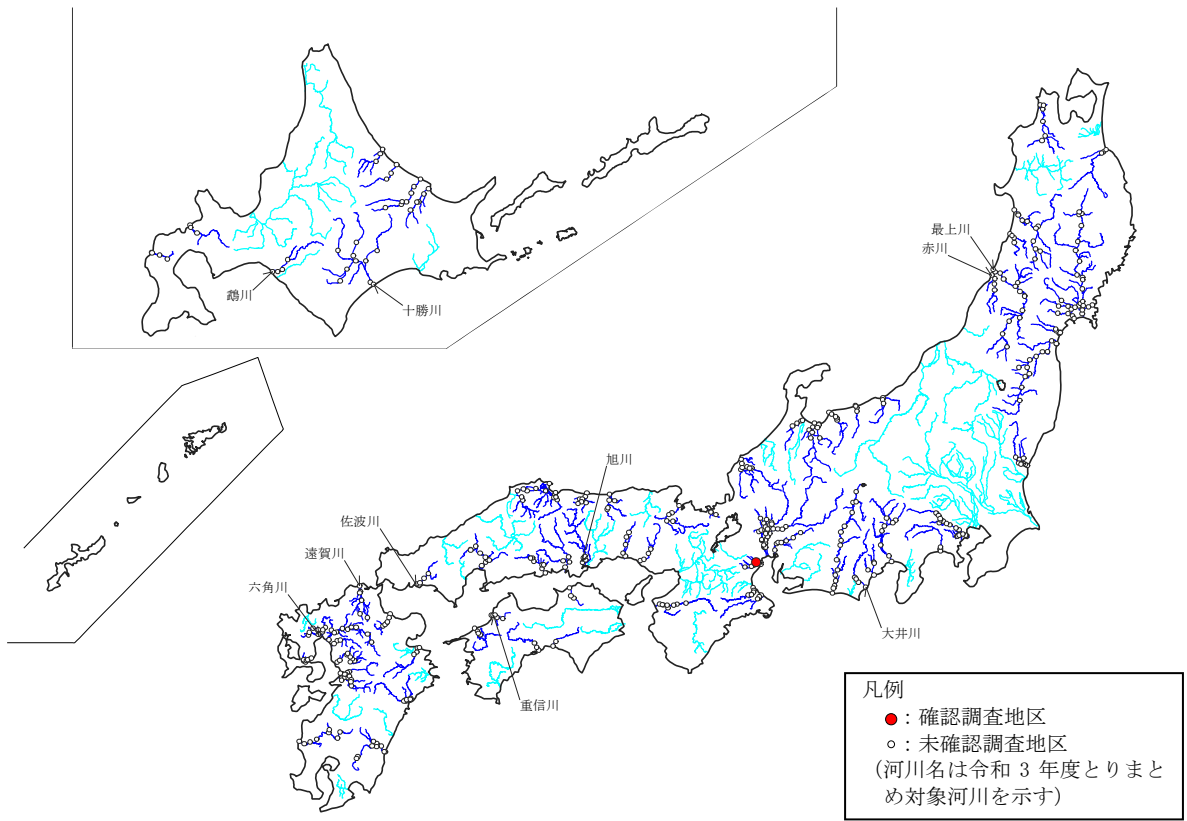 最上川
赤川
鵡川
十勝川
旭川
佐波川
遠賀川
六角川
大井川
重信川
凡例
●：確認調査地区
○：未確認調査地区
(河川名は令和 3 年度とりまと
め対象河川を示す)